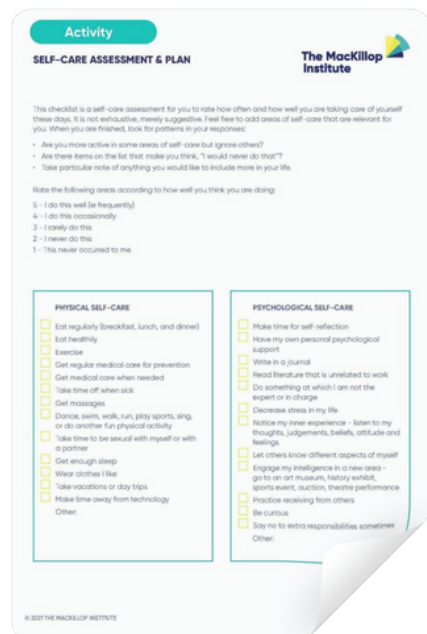 Activity
SELF-CARE ASSESSMENT & PLAN
The MacKillop
Institute
This checklist is a self-care assessment for you to rate how often and how well you are taking care of yourself
these days. It is not exhaustive, merely suggestive. Feel free to add areas of self-care that are relevant for
you. When you are finished, look for patterns in your responses:
• Are you more active in some areas of self-care but ignore others?
• Are there items on the list that make you think, "I would never do that"?
• Take particular note of anything you would like to include more in your life.
Rate the following areas according to how well you think you are doing:
5 - I do this well (ie frequently)
4 - I do this occasionally
3 - I rarely do this
2 - I never do this
1 - This never occurred to me
PHYSICAL SELF-CARE
Eat regularly (breakfast, lunch, and dinner)
Eat healthily
Exercise
Get regular medical care for prevention
Get medical care when needed
Take time off when sick
Get massages
Dance, swim, walk, run, play sports, sing,
or do another fun physical activity
Take time to be sexual with myself or with
a partner
Get enough sleep
Wear clothes I like
Take vacations or day trips
Make time away from technology
Other:
PSYCHOLOGICAL SELF-CARE
Make time for self-reflection
Have my own personal psychological
support
Write in a journal
Read literature that is unrelated to work
Do something at which I am not the
expert or in charge
Decrease stress in my life
Notice my inner experience - listen to my
thoughts, judgements, beliefs, attitude and
feelings
Let others know different aspects of myself
Engage my intelligence in a new area -
go to an art museum, history exhibit,
sports event, auction, theatre performance
Practice receiving from others
Be curious
Say no to extra responsibilities sometimes
Other:
© 2021 THE MACKILLOP INSTITUTE